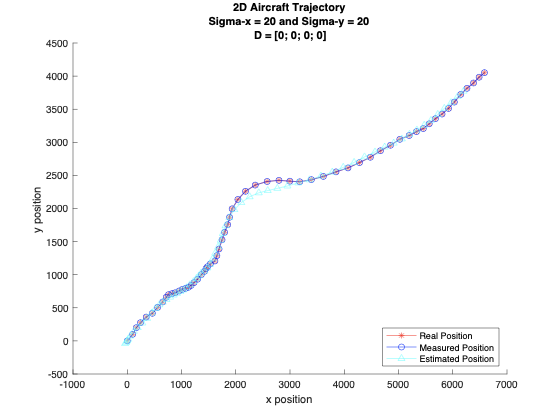 2D Aircraft Trajectory
Sigma-x = 20 and Sigma-y = 20
D = [0; 0; 0; 0]
4500
4000
3500
3000
2500
2000
1500
1000
500
0
-500
y position
-1000
0
1000
2000
3000
4000
5000
6000
7000
x position
Real Position
Measured Position
Estimated Position